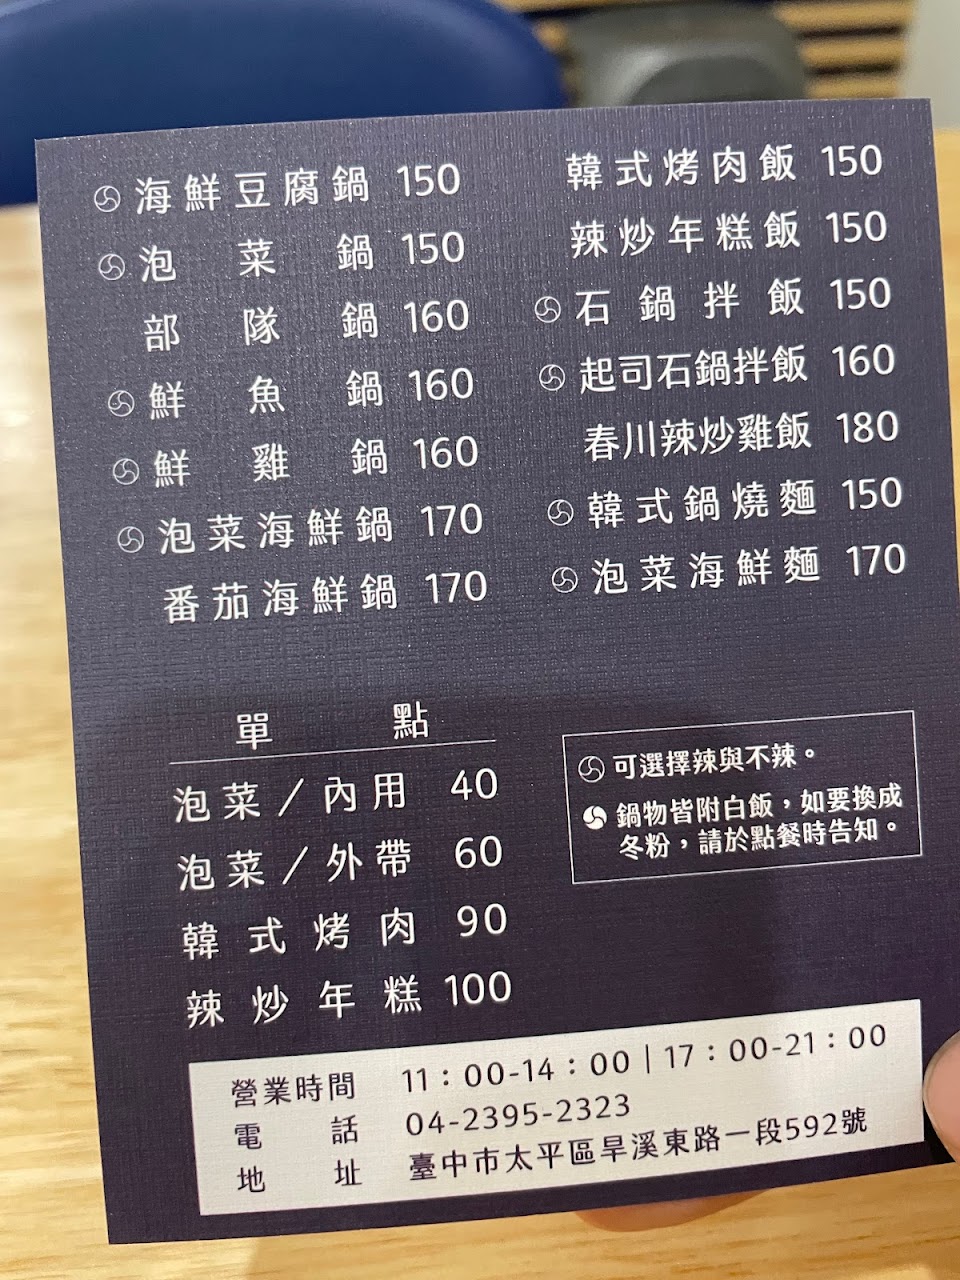 海鮮豆腐鍋 150
泡菜鍋 150
部隊鍋 160
鮮魚鍋 160
鮮雞鍋 160
泡菜海鮮鍋 170
番茄海鮮鍋 170
韓式烤肉飯 150
辣炒年糕飯 150
石鍋拌飯 150
起司石鍋拌飯 160
春川辣炒雞飯 180
韓式鍋燒麵 150
泡菜海鮮麵 170
單點
泡菜/內用 40
泡菜/外帶 60
韓式烤肉 90
辣炒年糕 100
可選擇辣與不辣。
鍋物皆附白飯，如要換成
冬粉，請於點餐時告知。
營業時間 11：00-14：00｜17：00-21：00
電話 04-2395-2323
地址 臺中市太平區旱溪東路一段592號